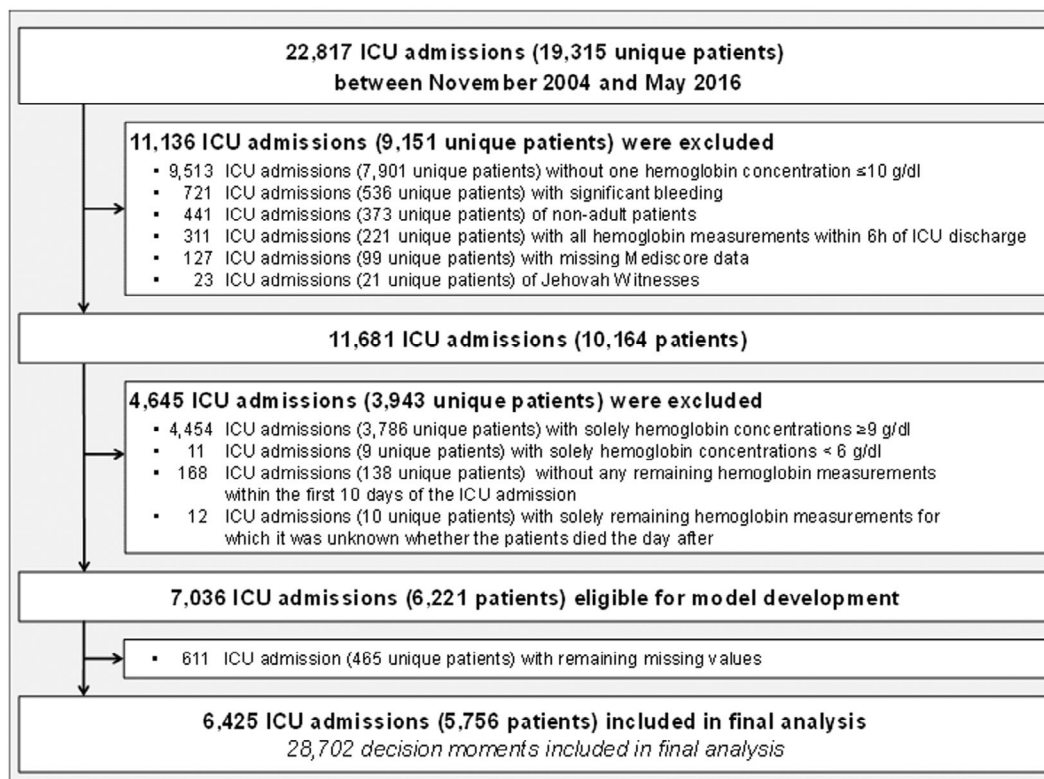 22,817 ICU admissions (19,315 unique patients)
between November 2004 and May 2016
11,136 ICU admissions (9,151 unique patients) were excluded
▪ 9,513 ICU admissions (7,901 unique patients) without one hemoglobin concentration ≤10 g/dl
▪ 721 ICU admissions (536 unique patients) with significant bleeding
▪ 441 ICU admissions (373 unique patients) of non-adult patients
▪ 311 ICU admissions (221 unique patients) with all hemoglobin measurements within 6h of ICU discharge
▪ 127 ICU admissions (99 unique patients) with missing Mediscore data
▪ 23 ICU admissions (21 unique patients) of Jehovah Witnesses
11,681 ICU admissions (10,164 patients)
4,645 ICU admissions (3,943 unique patients) were excluded
▪ 4,454 ICU admissions (3,786 unique patients) with solely hemoglobin concentrations ≥9 g/dl
▪ 11 ICU admissions (9 unique patients) with solely hemoglobin concentrations < 6 g/dl
▪ 168 ICU admissions (138 unique patients) without any remaining hemoglobin measurements
within the first 10 days of the ICU admission
▪ 12 ICU admissions (10 unique patients) with solely remaining hemoglobin measurements for
which it was unknown whether the patients died the day after
7,036 ICU admissions (6,221 patients) eligible for model development
▪ 611 ICU admission (465 unique patients) with remaining missing values
6,425 ICU admissions (5,756 patients) included in final analysis
28,702 decision moments included in final analysis